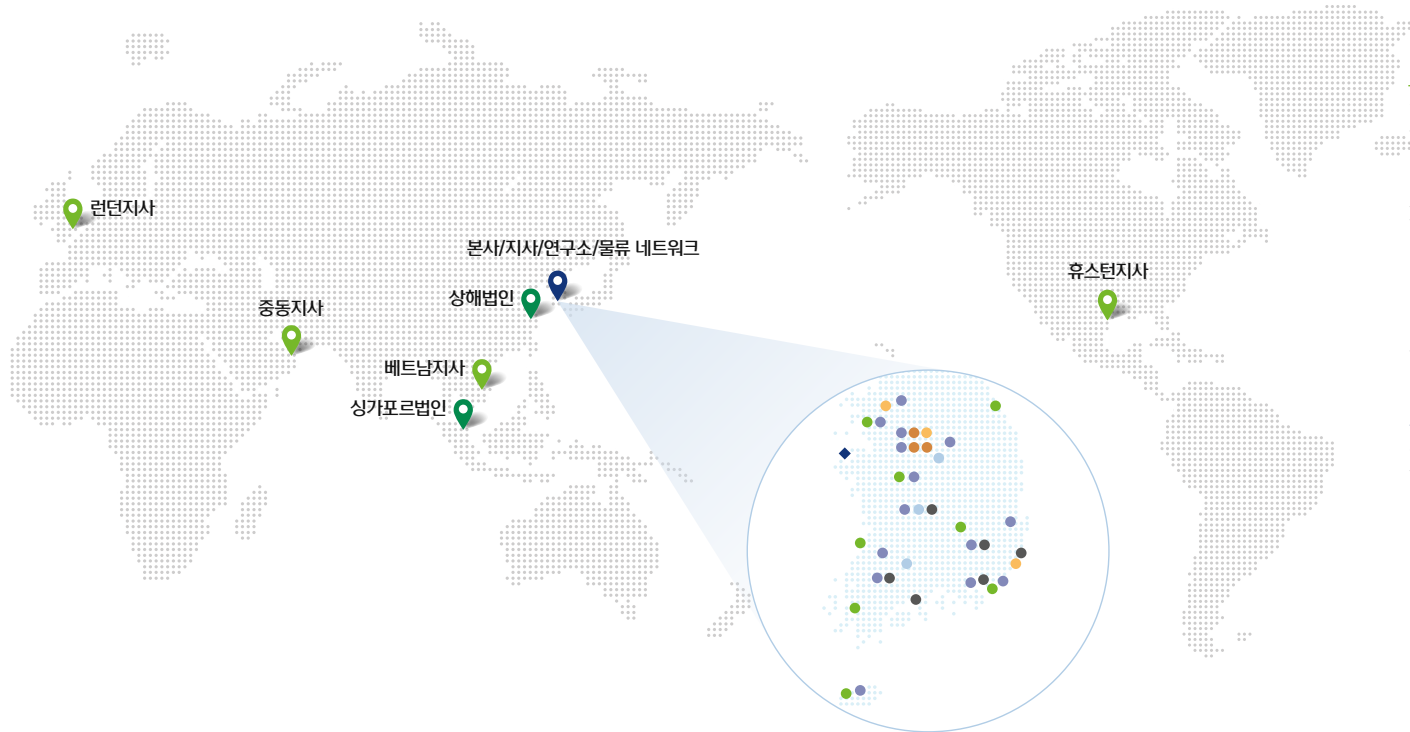 런던지사
본사/지사/연구소/물류 네트워크
휴스턴지사
상해법인
중동지사
베트남지사
싱가포르법인